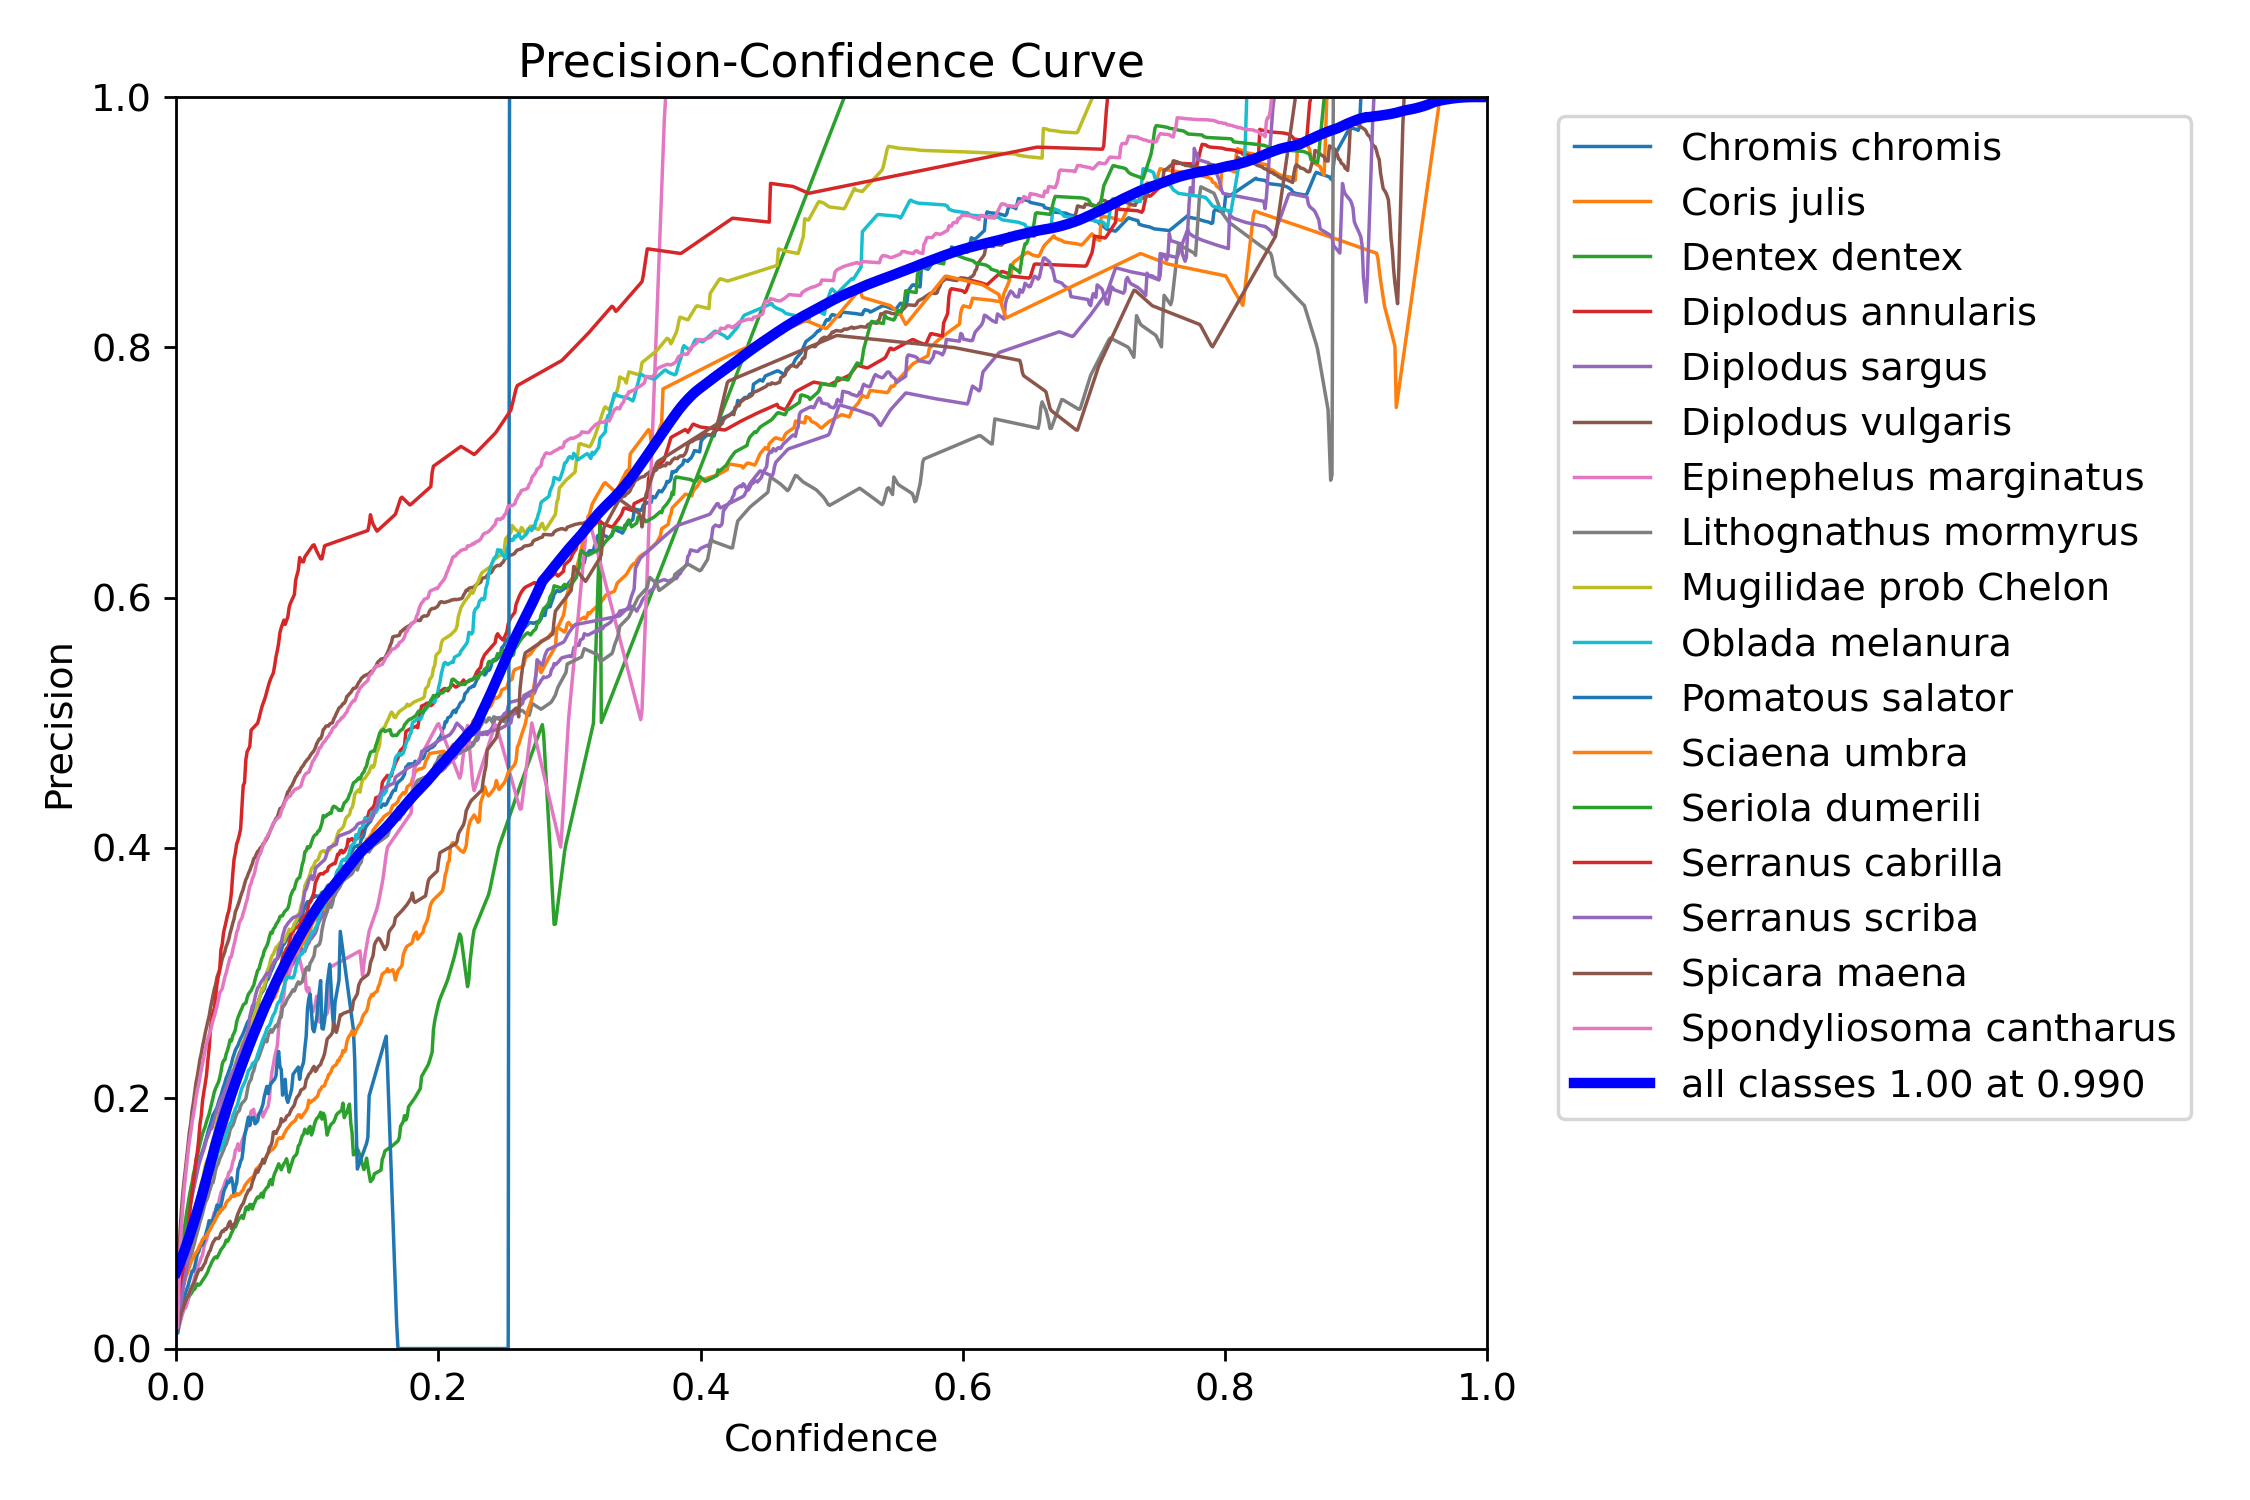 Precision-Confidence Curve
1.0
0.8
0.6
0.4
0.2
0.0
Precision
0.0 0.2 0.4 0.6 0.8 1.0
Confidence
Chromis chromis
Coris julis
Dentex dentex
Diplodus annularis
Diplodus sargus
Diplodus vulgaris
Epinephelus marginatus
Lithognathus mormyrus
Mugilidae prob Chelon
Oblada melanura
Pomatous salator
Sciaena umbra
Seriola dumerili
Serranus cabrilla
Serranus scriba
Spicara maena
Spondyliosoma cantharus
all classes 1.00 at 0.990